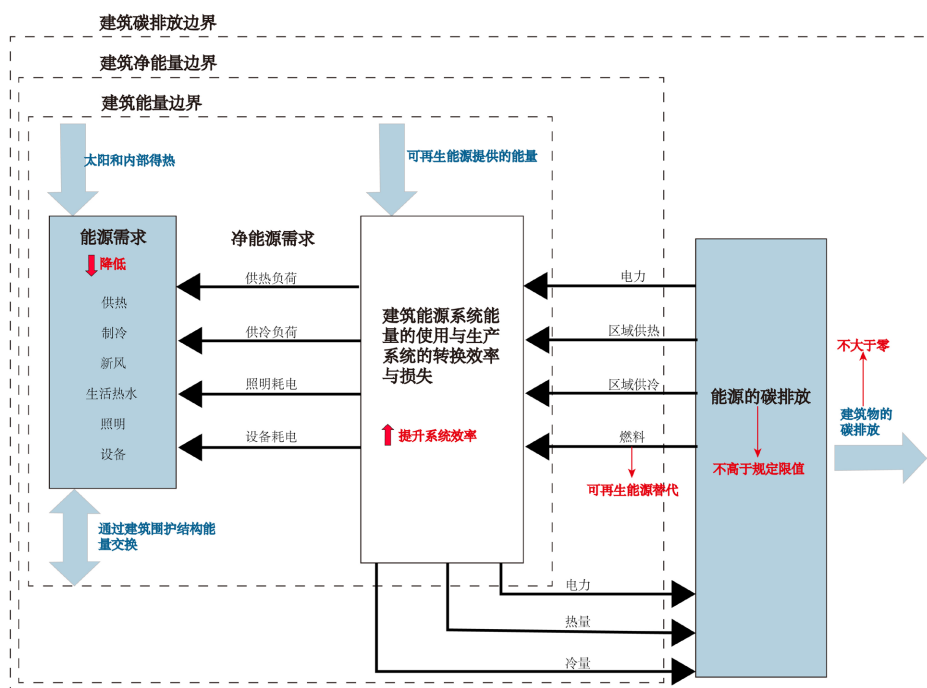 建筑碳排放边界
建筑净能量边界
建筑能量边界
太阳和内部得热
可再生能源提供的能量
能源需求
降低
供热
制冷
新风
生活热水
照明
设备
净能源需求
供热负荷
供冷负荷
照明耗电
设备耗电
建筑能源系统能
量的使用与生产
系统的转换效率
与损失
提升系统效率
电力
区域供热
区域供冷
燃料
可再生能源替代
能源的碳排放
不高于规定限值
不大于零
建筑物的
碳排放
通过建筑围护结构能
量交换
电力
热量
冷量